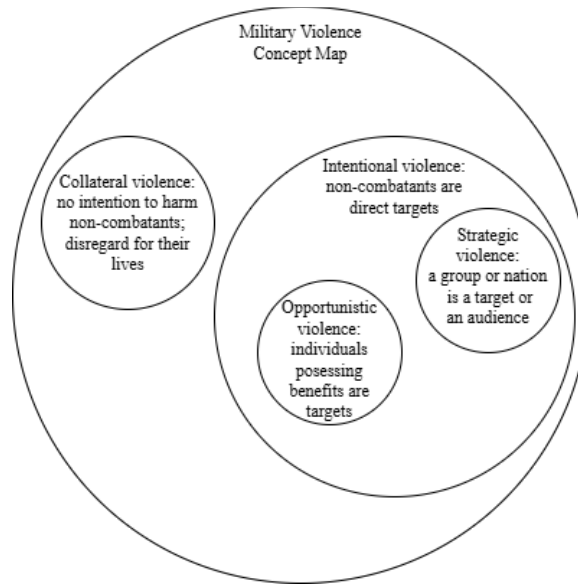 Military Violence
Concept Map
Collateral violence:
no intention to harm
non-combatants;
disregard for their
lives
Intentional violence:
non-combatants are
direct targets
Strategic
violence:
a group or nation
is a target or
an audience
Opportunistic
violence:
individuals
posessing
benefits are
targets